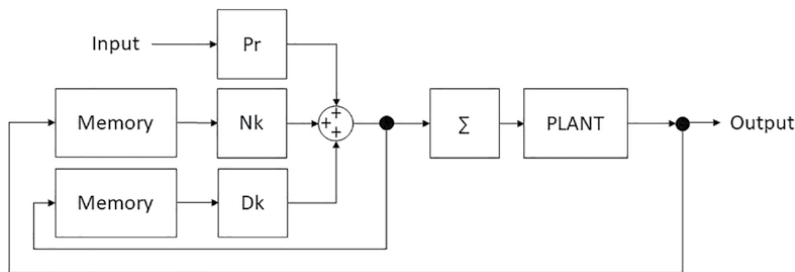 Input
Pr
+
Memory
Nk
+
+
Σ
PLANT
Output
Memory
Dk